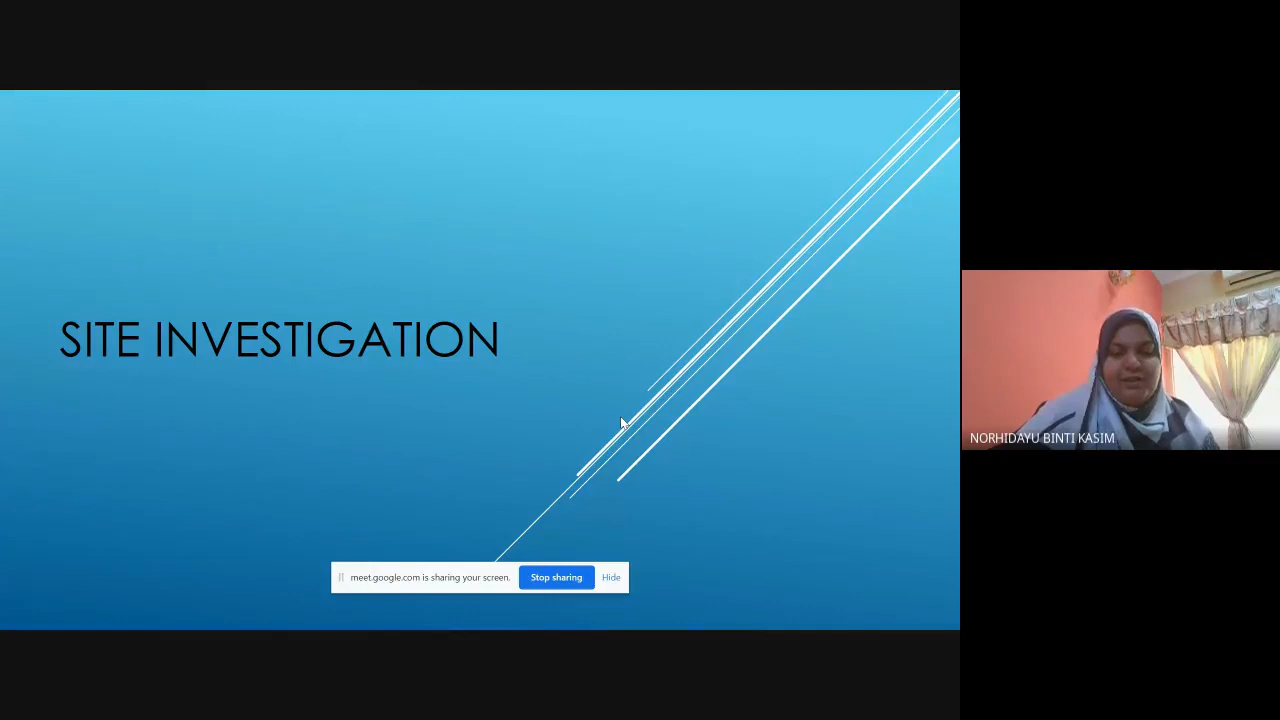 SITE INVESTIGATION
NORHIDAYU BINTI KASIM
meet.google.com is sharing your screen. Stop sharing Hide